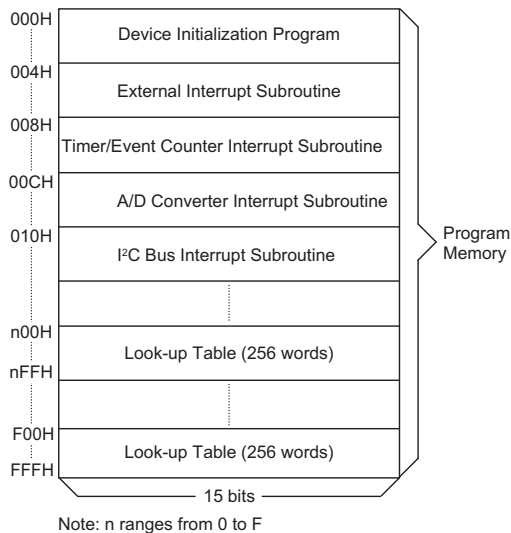 000H
Device Initialization Program
004H
External Interrupt Subroutine
008H
Timer/Event Counter Interrupt Subroutine
00CH
A/D Converter Interrupt Subroutine
010H
I²C Bus Interrupt Subroutine
Program
Memory
n00H
Look-up Table (256 words)
nFFH
F00H
Look-up Table (256 words)
FFFH
15 bits
Note: n ranges from 0 to F